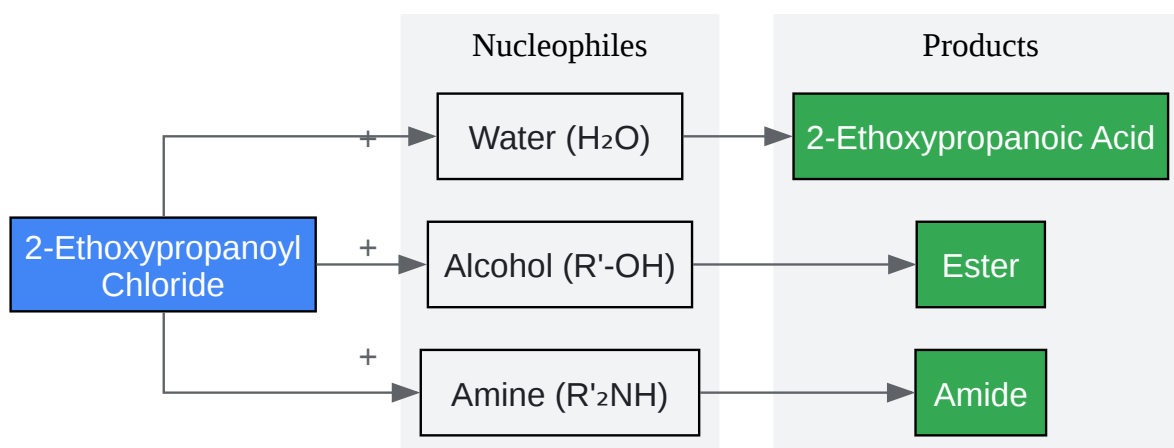 Nucleophiles
Products
+
Water (H₂O)
2-Ethoxypropanoic Acid
2-Ethoxypropanoyl
Chloride
+
Alcohol (R'-OH)
Ester
+
Amine (R'₂NH)
Amide